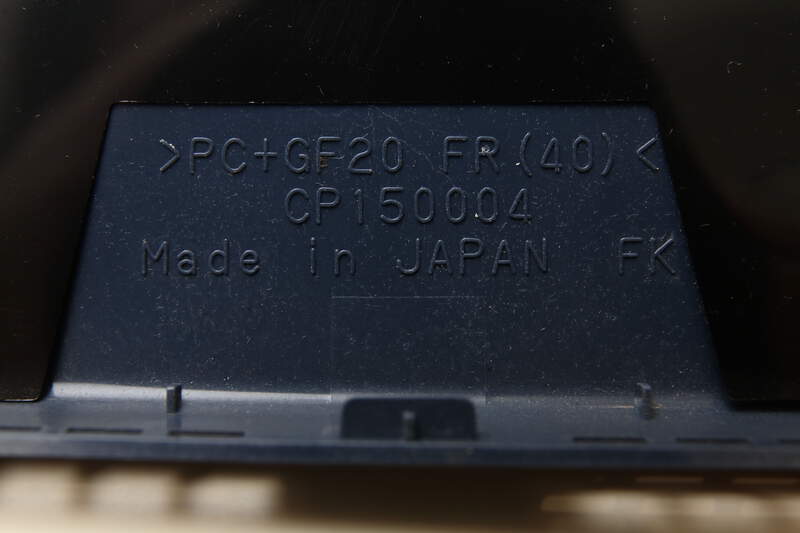 >PC+GF20 FR(40)<
CP150004
Made in JAPAN FK